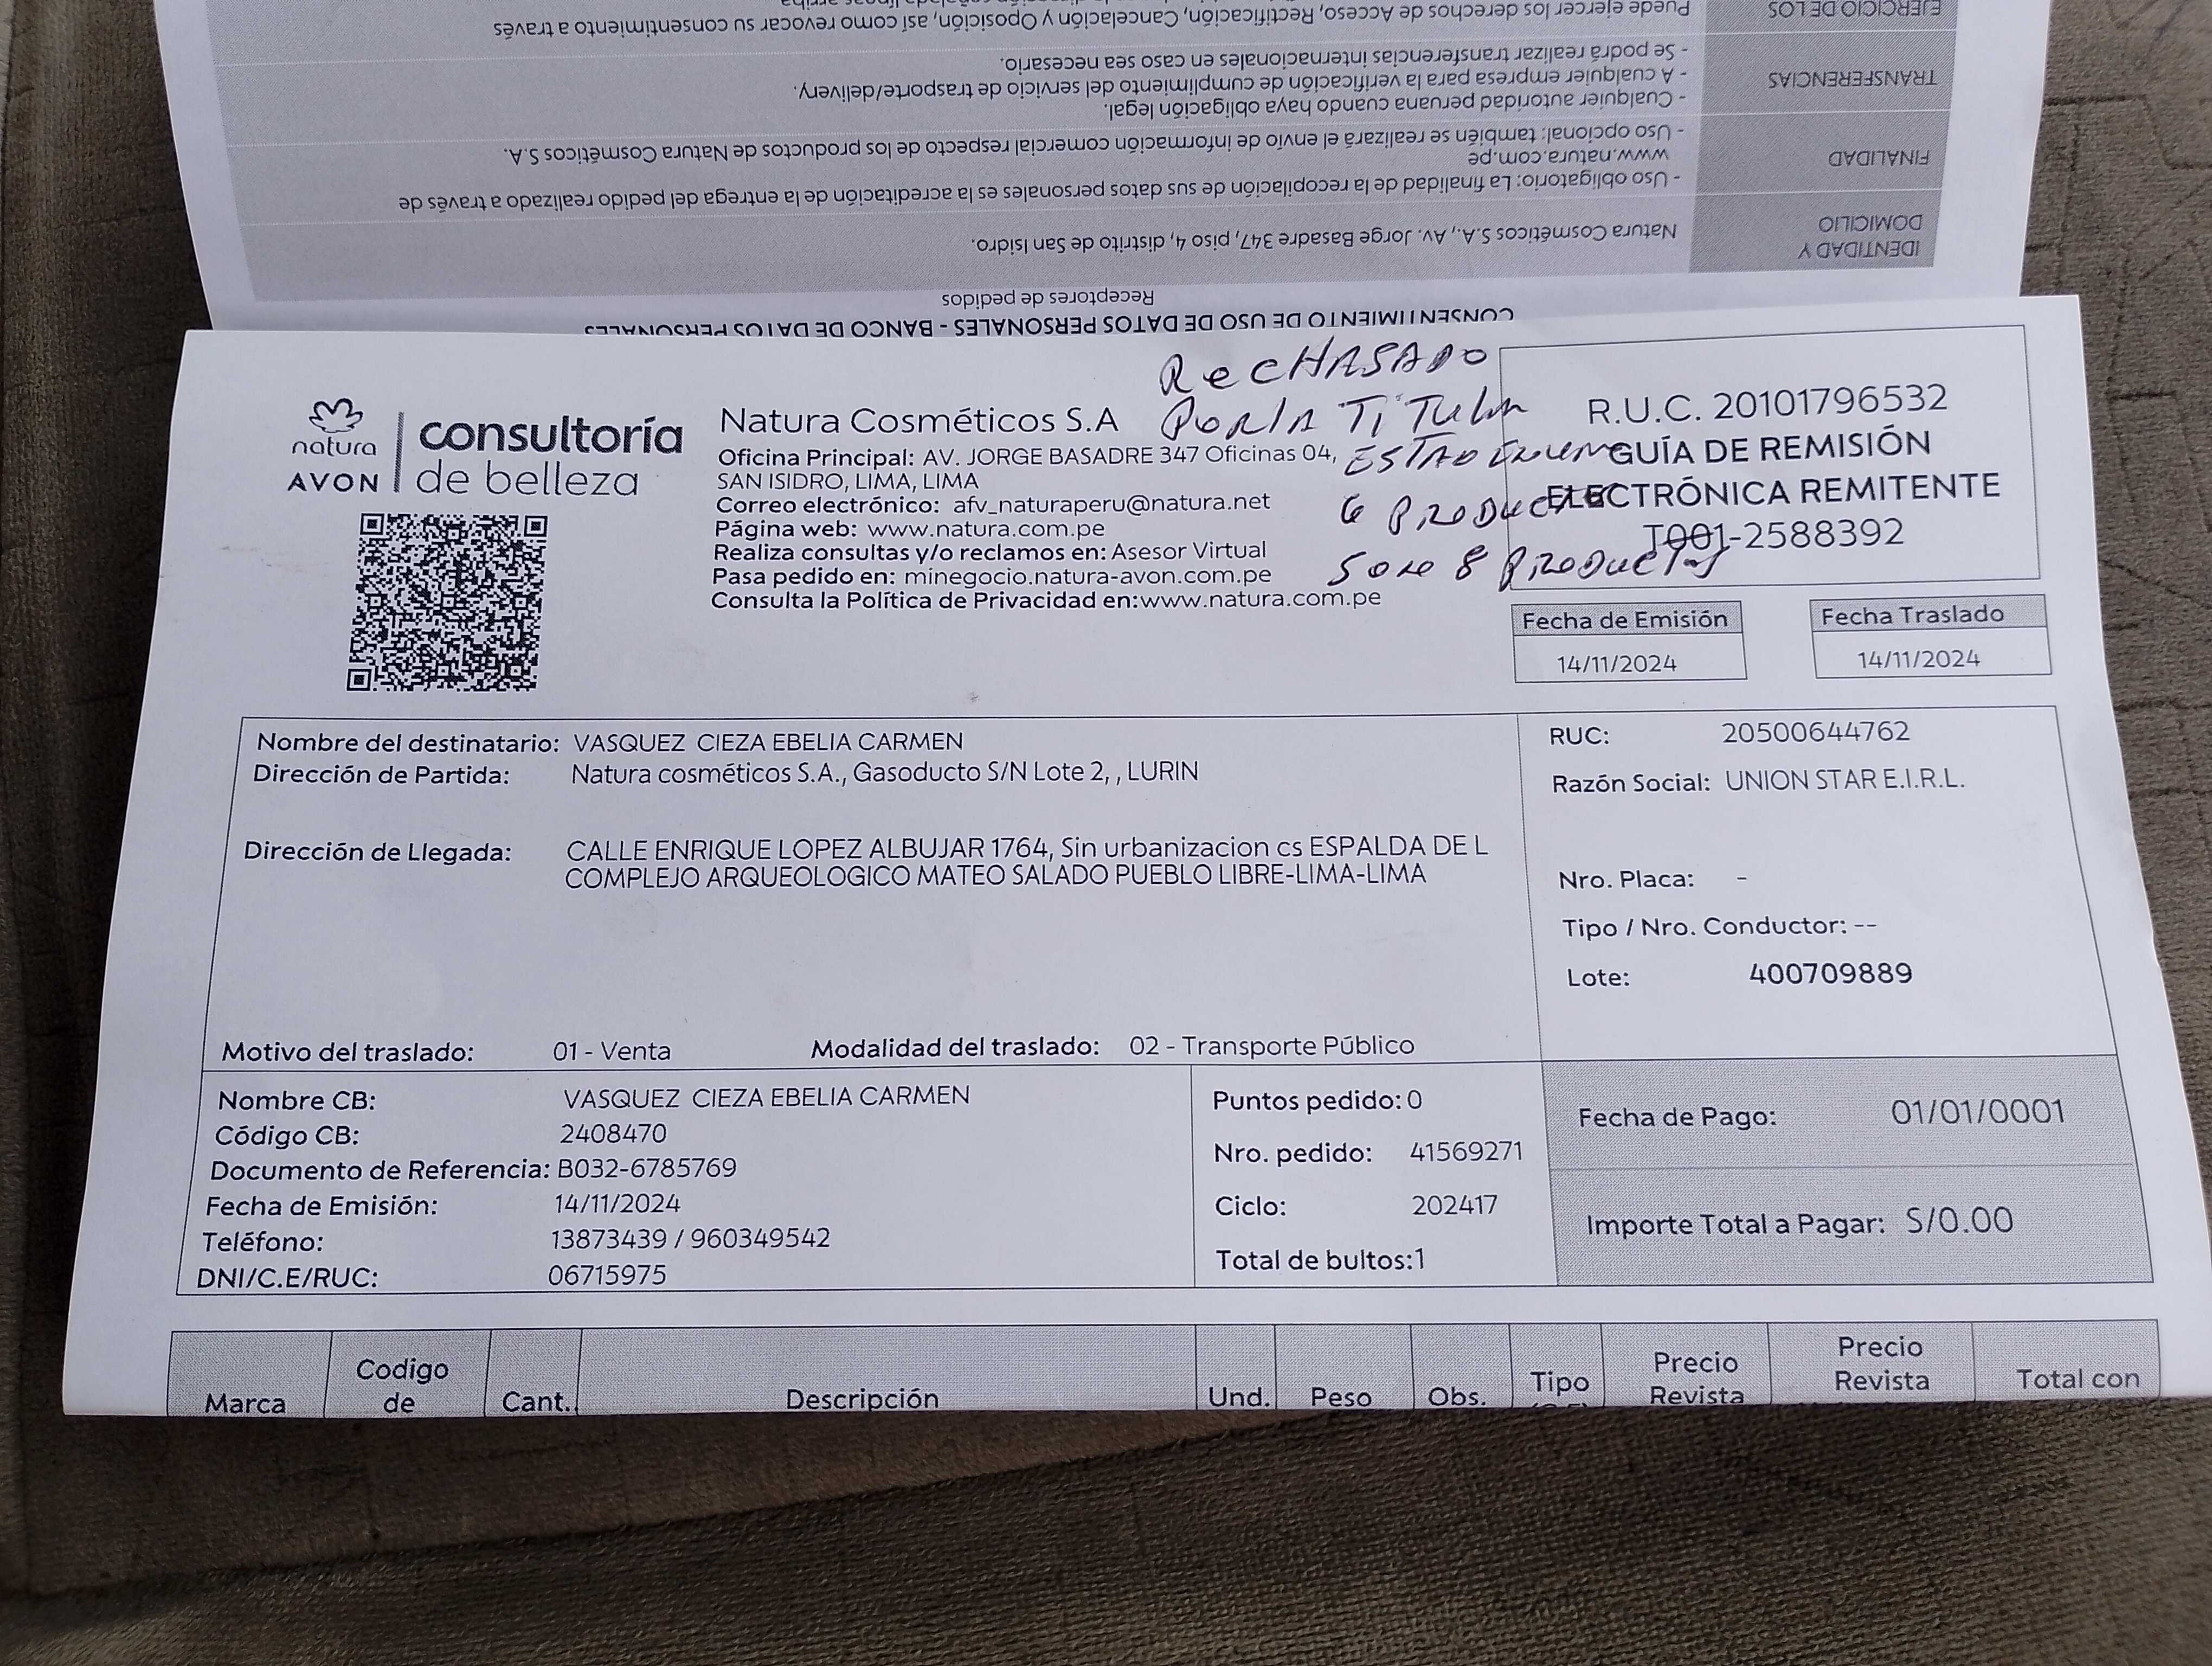 EJERCICIO DE LOS
Puede ejercer los derechos de Acceso, Rectificación, Cancelación y Oposición, así como revocar su consentimiento a través
TRANSFERENCIAS
- Cualquier autoridad peruana cuando haya obligación legal.
- A cualquier empresa para la verificación de cumplimiento del servicio de trasporte/delivery.
- Se podrá realizar transferencias internacionales en caso sea necesario.
FINALIDAD
- Uso obligatorio: La finalidad de la recopilación de sus datos personales es la acreditación de la entrega del pedido realizado a través de
www.natura.com.pe
- Uso opcional: también se realizará el envío de información comercial respecto de los productos de Natura Cosméticos S.A.
IDENTIDAD Y
DOMICILIO
Natura Cosméticos S.A., Av. Jorge Basadre 347, piso 4, distrito de San Isidro.
Receptores de pedidos
CONSENTIMIENTO DE USO DE DATOS PERSONALES - BANCO DE DATOS PERSONALES
natura
AVON
consultoría
de belleza
Natura Cosméticos S.A
Oficina Principal: AV. JORGE BASADRE 347 Oficinas 04,
SAN ISIDRO, LIMA, LIMA
Correo electrónico: afv_naturaperu@natura.net
Página web: www.natura.com.pe
Realiza consultas y/o reclamos en: Asesor Virtual
Pasa pedido en: minegocio.natura-avon.com.pe
Consulta la Política de Privacidad en:www.natura.com.pe
RECHASADO
PORLA TITULAR
6 PRODUCTOS
8 PRODUCTOS
R.U.C. 20101796532
GUÍA DE REMISIÓN
ELECTRÓNICA REMITENTE
T001-2588392
Fecha de Emisión
14/11/2024
Fecha Traslado
14/11/2024
Nombre del destinatario: VASQUEZ CIEZA EBELIA CARMEN
Dirección de Partida: Natura cosméticos S.A., Gasoducto S/N Lote 2, , LURIN
Dirección de Llegada: CALLE ENRIQUE LOPEZ ALBUJAR 1764, Sin urbanizacion cs ESPALDA DE L
COMPLEJO ARQUEOLOGICO MATEO SALADO PUEBLO LIBRE-LIMA-LIMA
Motivo del traslado: 01 - Venta Modalidad del traslado: 02 - Transporte Público
RUC: 20500644762
Razón Social: UNION STAR E.I.R.L.
Nro. Placa: -
Tipo / Nro. Conductor: --
Lote: 400709889
Nombre CB: VASQUEZ CIEZA EBELIA CARMEN
Código CB: 2408470
Documento de Referencia: B032-6785769
Fecha de Emisión: 14/11/2024
Teléfono: 13873439 / 960349542
DNI/C.E/RUC: 06715975
Puntos pedido: 0
Nro. pedido: 41569271
Ciclo: 202417
Total de bultos:1
Fecha de Pago: 01/01/0001
Importe Total a Pagar: S/0.00
Marca
Codigo
de
Cant.
Descripción
Und.
Peso
Obs.
Tipo
Precio
Revista
Precio
Revista
Total con